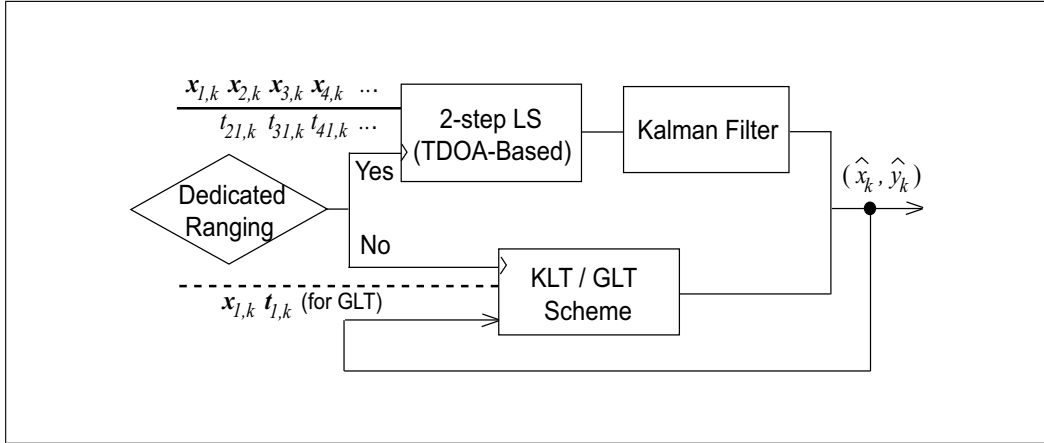 x1,k x2,k x3,k x4,k ...
t21,k t31,k t41,k ...
2-step LS
(TDOA-Based)
Kalman Filter
Yes
Dedicated
Ranging
No
(x̂k , ŷk)
KLT / GLT
Scheme
x1,k t1,k (for GLT)